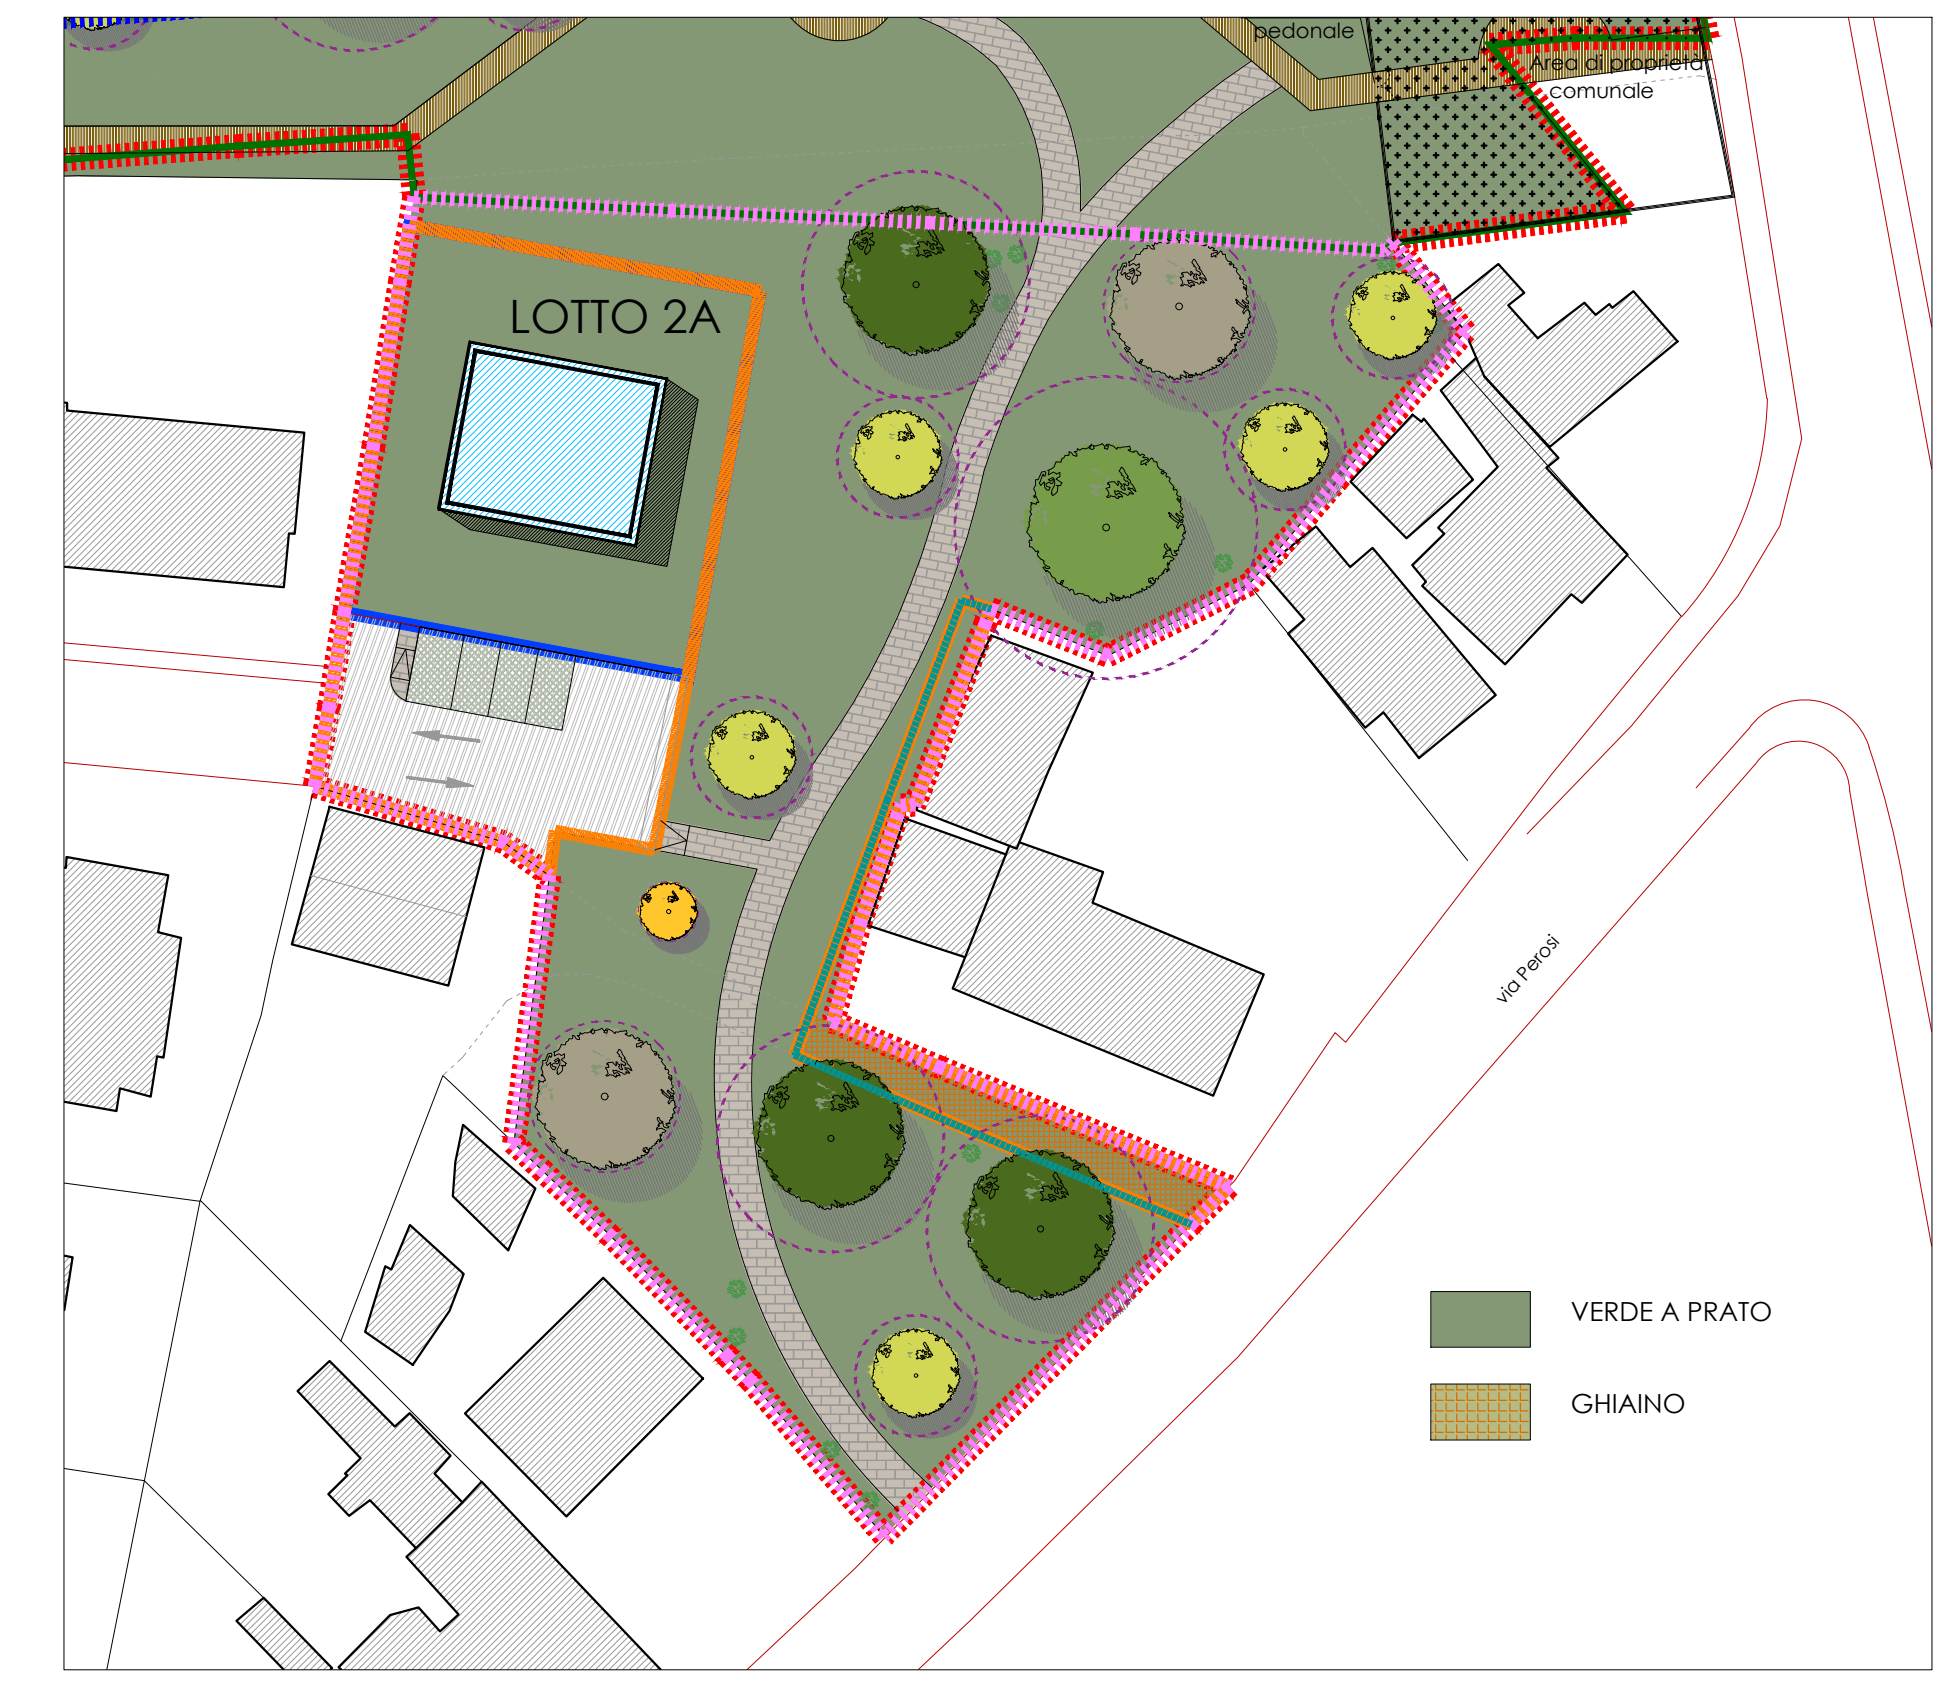 pedonale
Area di proprietà
comunale
LOTTO 2A
via Perosi
VERDE A PRATO
GHIAINO